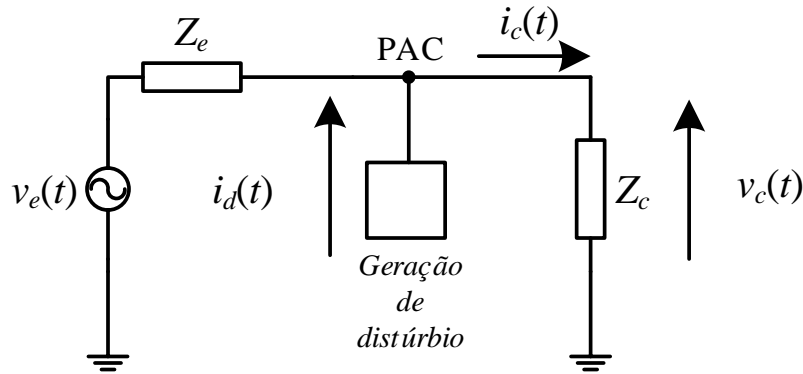 Z_e
PAC
i_c(t)
v_e(t)
i_d(t)
Z_c
v_c(t)
Geração
de
distúrbio